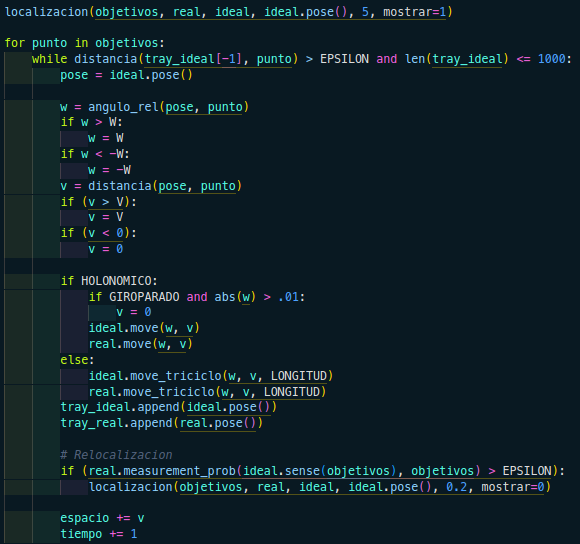 localizacion(objetivos, real, ideal, ideal.pose(), 5, mostrar=1)

for punto in objetivos:
    while distancia(tray_ideal[-1], punto) > EPSILON and len(tray_ideal) <= 1000:
        pose = ideal.pose()

        w = angulo_rel(pose, punto)
        if w > W:
            w = W
        if w < -W:
            w = -W
        v = distancia(pose, punto)
        if (v > V):
            v = V
        if (v < 0):
            v = 0

        if HOLONOMICO:
            if GIROPARADO and abs(w) > .01:
                v = 0
            ideal.move(w, v)
            real.move(w, v)
        else:
            ideal.move_triciclo(w, v, LONGITUD)
            real.move_triciclo(w, v, LONGITUD)
        tray_ideal.append(ideal.pose())
        tray_real.append(real.pose())

        # Relocalizacion
        if (real.measurement_prob(ideal.sense(objetivos), objetivos) > EPSILON):
            localizacion(objetivos, real, ideal, ideal.pose(), 0.2, mostrar=0)

        espacio += v
        tiempo += 1